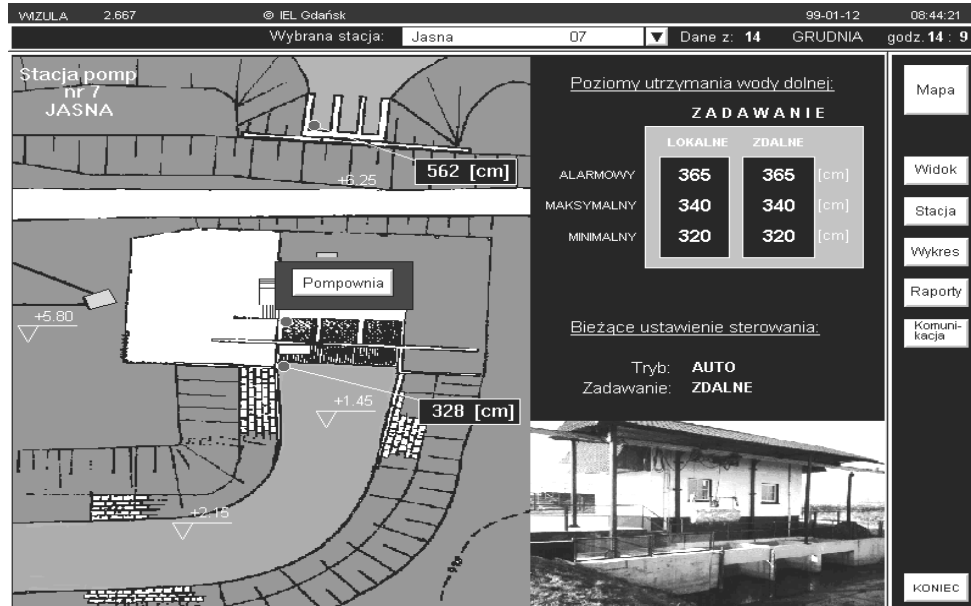 WIZULA 2.667 © IEL Gdańsk 99-01-12 08:44:21
Wybrana stacja: Jasna 07 Dane z: 14 GRUDNIA godz. 14 : 9
Stacja pomp
nr 7
JASNA
562 [cm]
+6.25
Pompownia
+5.80
+1.45
328 [cm]
+2.15
Poziomy utrzymania wody dolnej:
ZADAWANIE
LOKALNE ZDALNE
ALARMOWY 365 365 [cm]
MAKSYMALNY 340 340 [cm]
MINIMALNY 320 320 [cm]
Bieżące ustawienie sterowania:
Tryb: AUTO
Zadawanie: ZDALNE
Mapa
Widok
Stacja
Wykres
Raporty
Komuni-
kacja
KONIEC